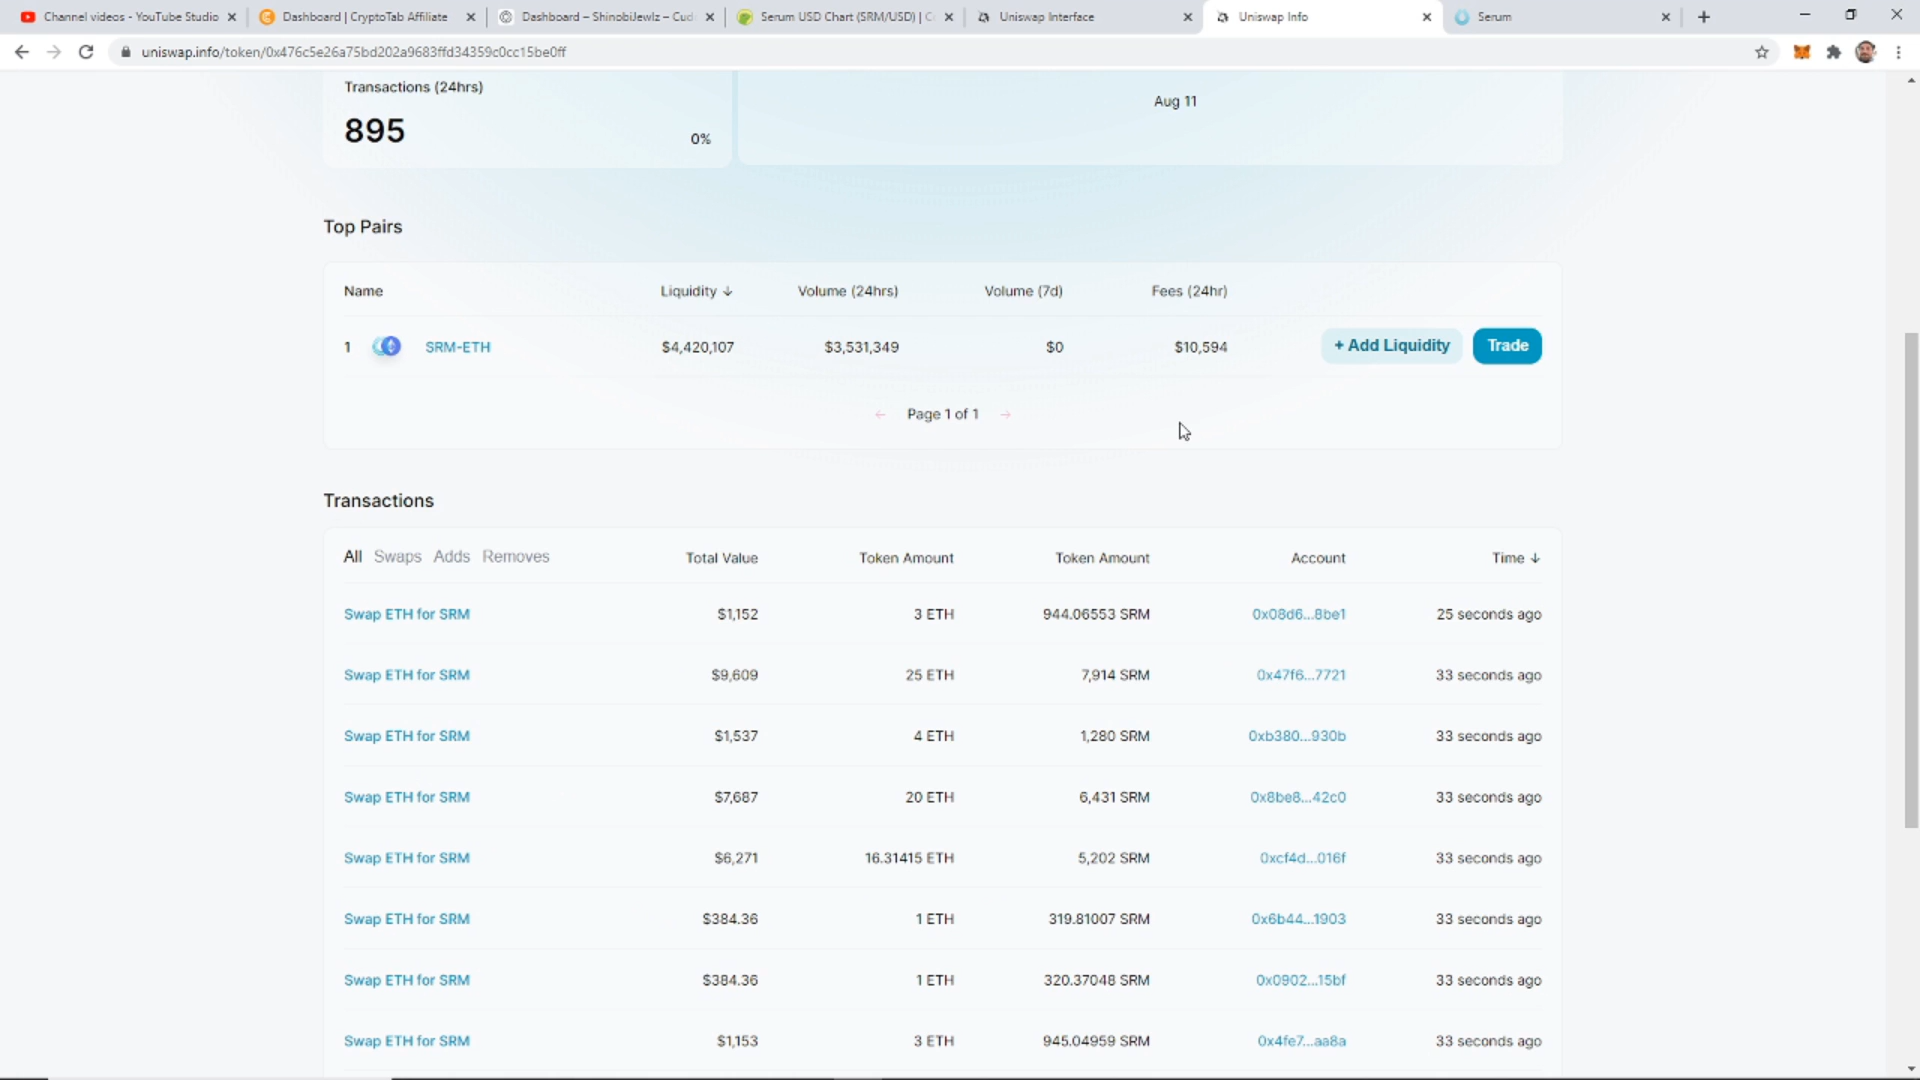 Channel videos - YouTube Studio
Dashboard | CryptoTab Affiliate
Dashboard – ShinobiJewlz – Cud
Serum USD Chart (SRM/USD) | C
Uniswap Interface
Uniswap Info
Serum
uniswap.info/token/0x476c5e26a75bd202a9683ffd34359c0cc15be0ff
Transactions (24hrs)
895
0%
Aug 11
Top Pairs
Name Liquidity ↓ Volume (24hrs) Volume (7d) Fees (24hr)
1 SRM-ETH $4,420,107 $3,531,349 $0 $10,594 + Add Liquidity Trade
← Page 1 of 1 →
Transactions
All Swaps Adds Removes Total Value Token Amount Token Amount Account Time ↓
Swap ETH for SRM $1,152 3 ETH 944.06553 SRM 0x08d6...8be1 25 seconds ago
Swap ETH for SRM $9,609 25 ETH 7,914 SRM 0x47f6...7721 33 seconds ago
Swap ETH for SRM $1,537 4 ETH 1,280 SRM 0xb380...930b 33 seconds ago
Swap ETH for SRM $7,687 20 ETH 6,431 SRM 0x8be8...42c0 33 seconds ago
Swap ETH for SRM $6,271 16.31415 ETH 5,202 SRM 0xcf4d...016f 33 seconds ago
Swap ETH for SRM $384.36 1 ETH 319.81007 SRM 0x6b44...1903 33 seconds ago
Swap ETH for SRM $384.36 1 ETH 320.37048 SRM 0x0902...15bf 33 seconds ago
Swap ETH for SRM $1,153 3 ETH 945.04959 SRM 0x4fe7...aa8a 33 seconds ago